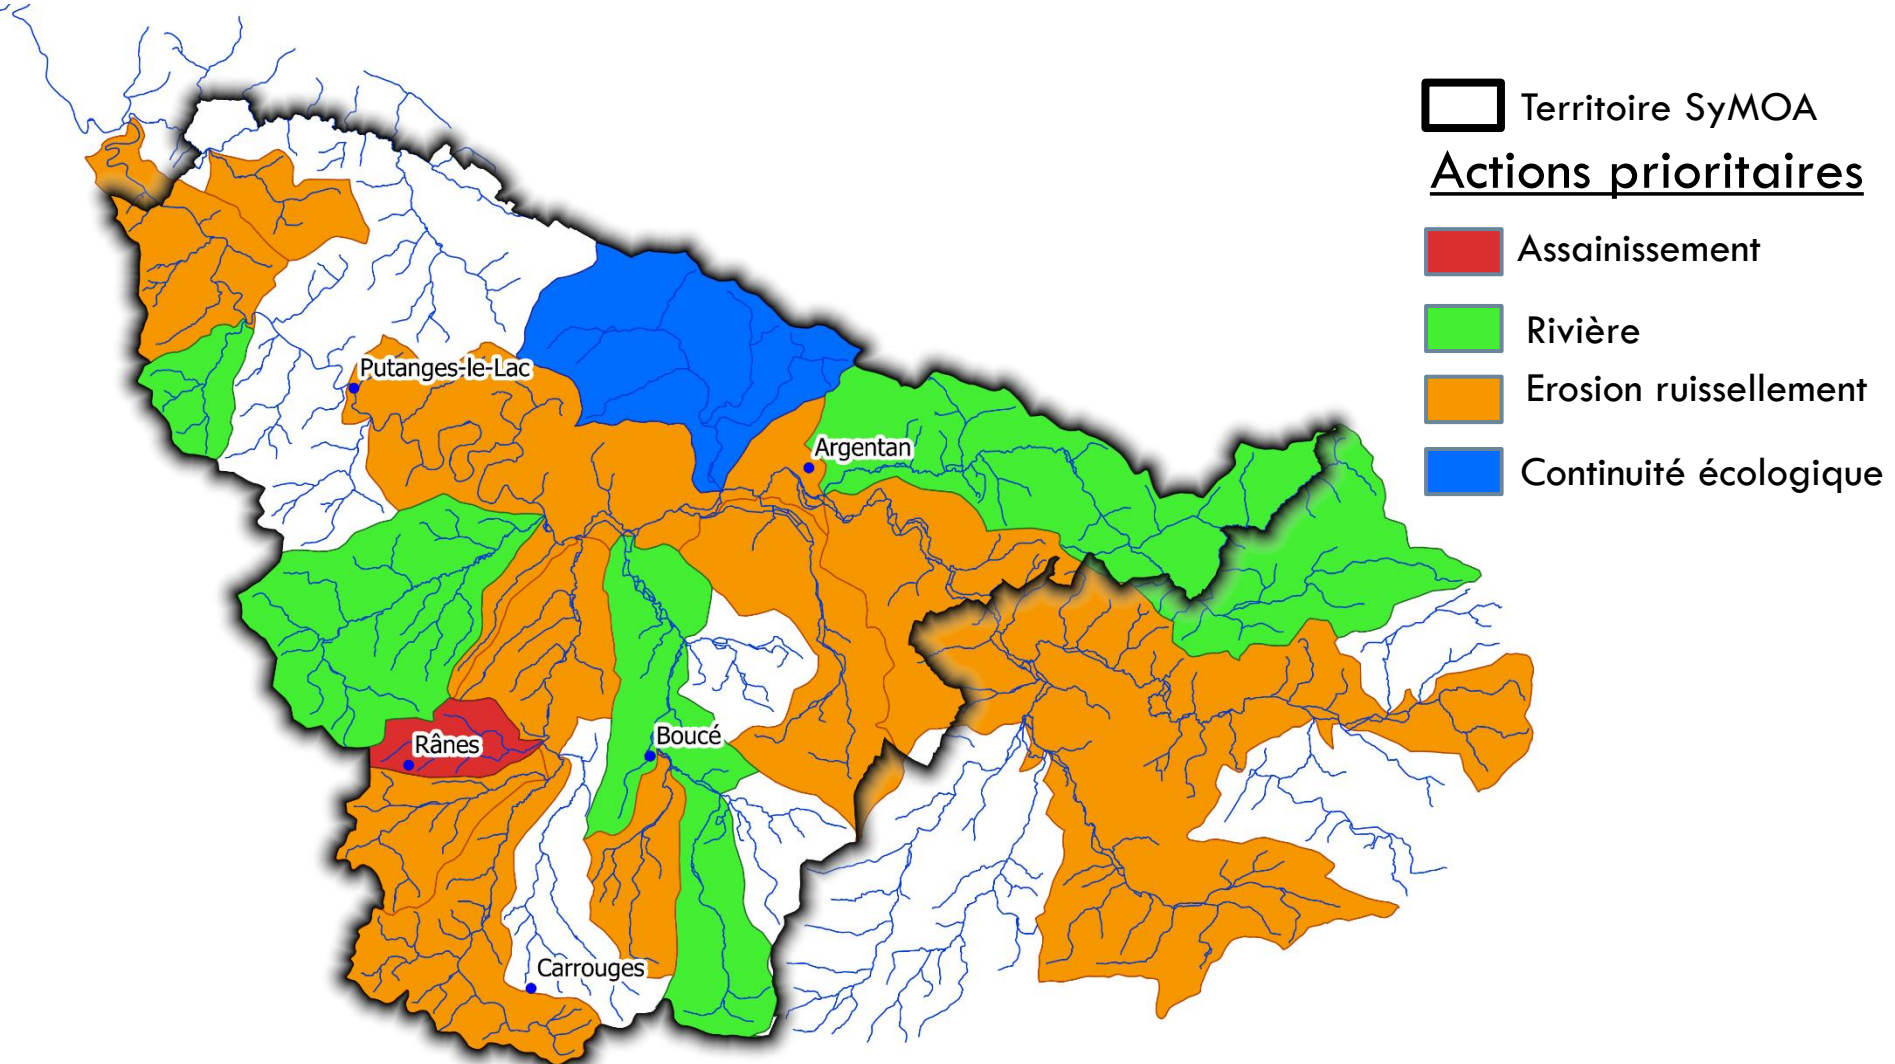 Territoire SyMOA
Actions prioritaires
Assainissement
Rivière
Erosion ruissellement
Continuité écologique
Putanges-le-Lac
Argentan
Rânes
Boucé
Carrouges